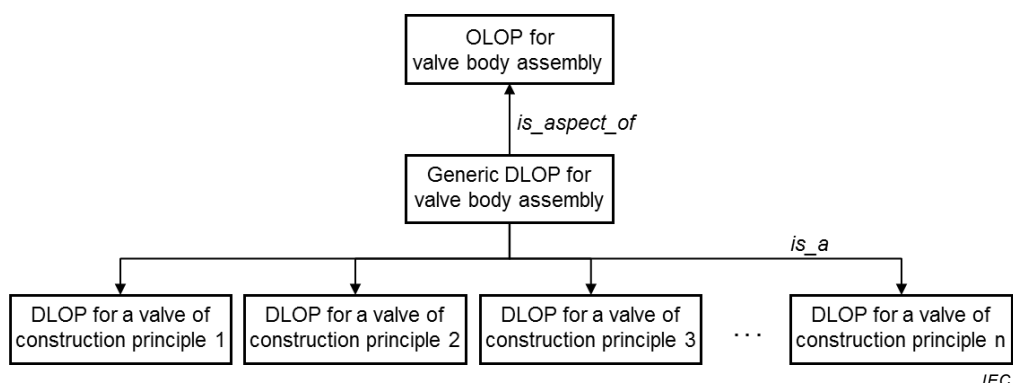 OLOP for
valve body assembly
is_aspect_of
Generic DLOP for
valve body assembly
is_a
DLOP for a valve of
construction principle 1
DLOP for a valve of
construction principle 2
DLOP for a valve of
construction principle 3
...
DLOP for a valve of
construction principle n
IEC